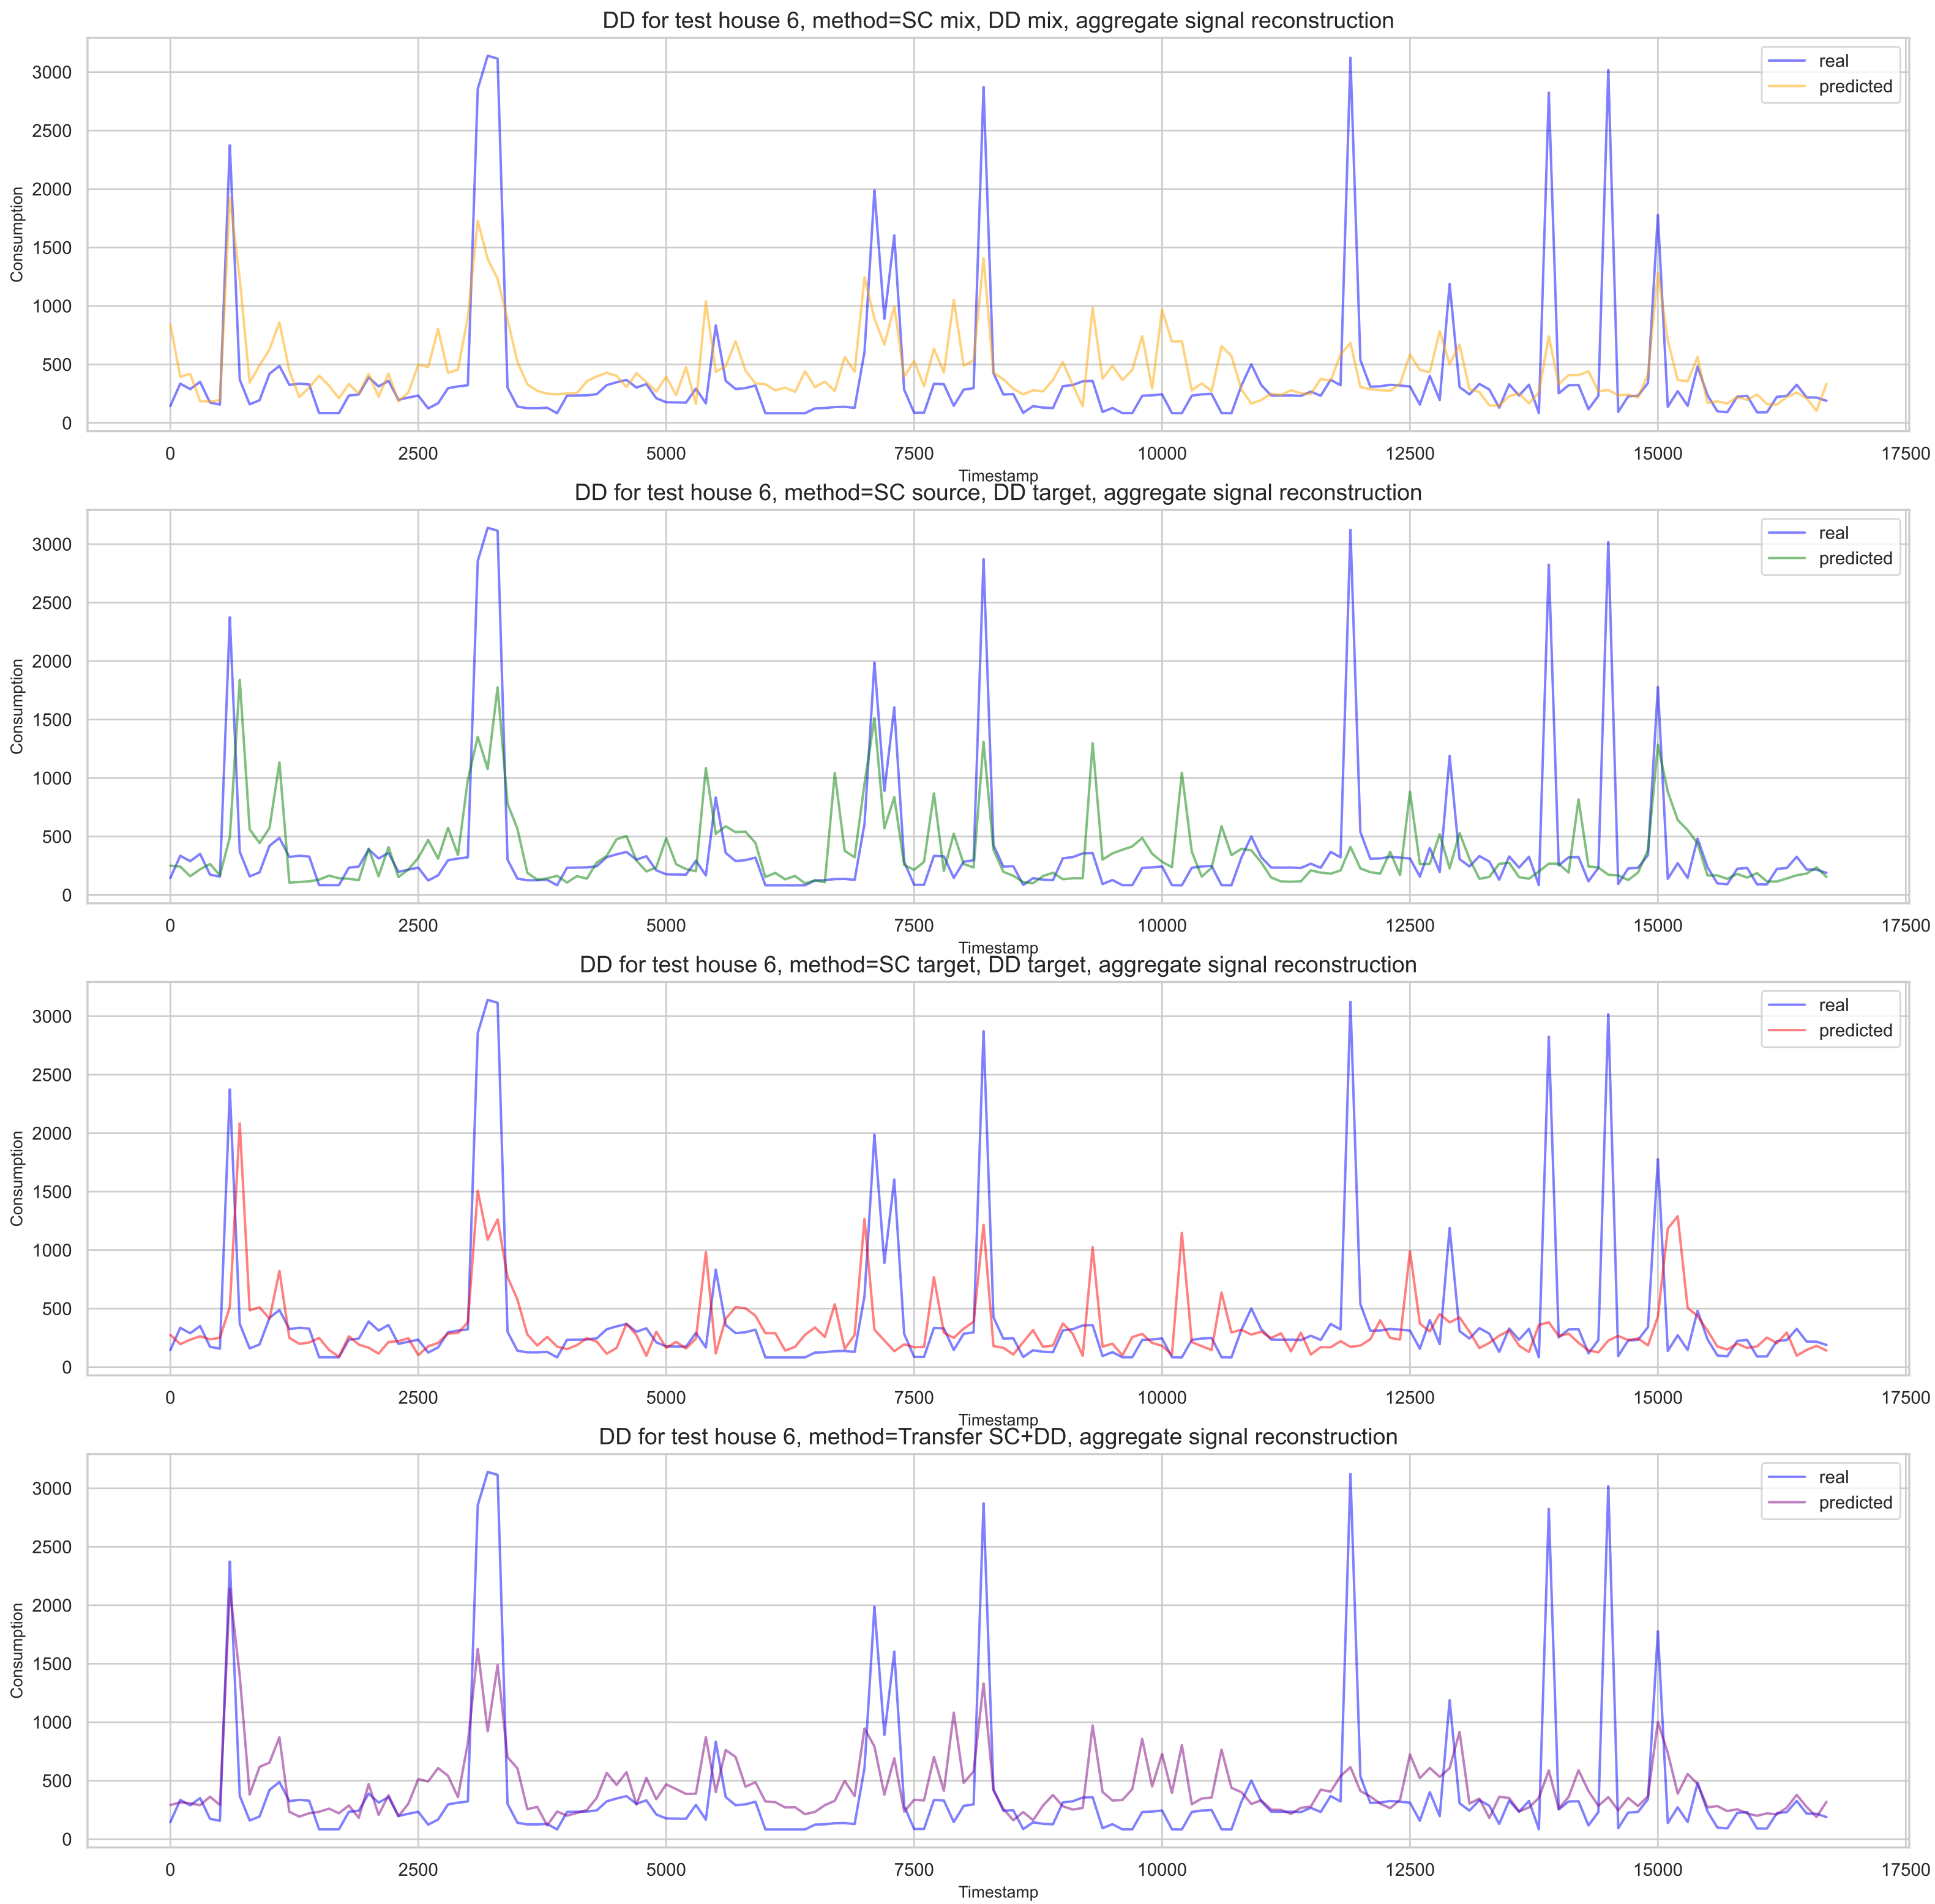 DD for test house 6, method=SC mix, DD mix, aggregate signal reconstruction
real
predicted
3000
2500
2000
1500
1000
500
0
Consumption
0 2500 5000 7500 10000 12500 15000 17500
Timestamp
DD for test house 6, method=SC source, DD target, aggregate signal reconstruction
real
predicted
3000
2500
2000
1500
1000
500
0
Consumption
0 2500 5000 7500 10000 12500 15000 17500
Timestamp
DD for test house 6, method=SC target, DD target, aggregate signal reconstruction
real
predicted
3000
2500
2000
1500
1000
500
0
Consumption
0 2500 5000 7500 10000 12500 15000 17500
Timestamp
DD for test house 6, method=Transfer SC+DD, aggregate signal reconstruction
real
predicted
3000
2500
2000
1500
1000
500
0
Consumption
0 2500 5000 7500 10000 12500 15000 17500
Timestamp